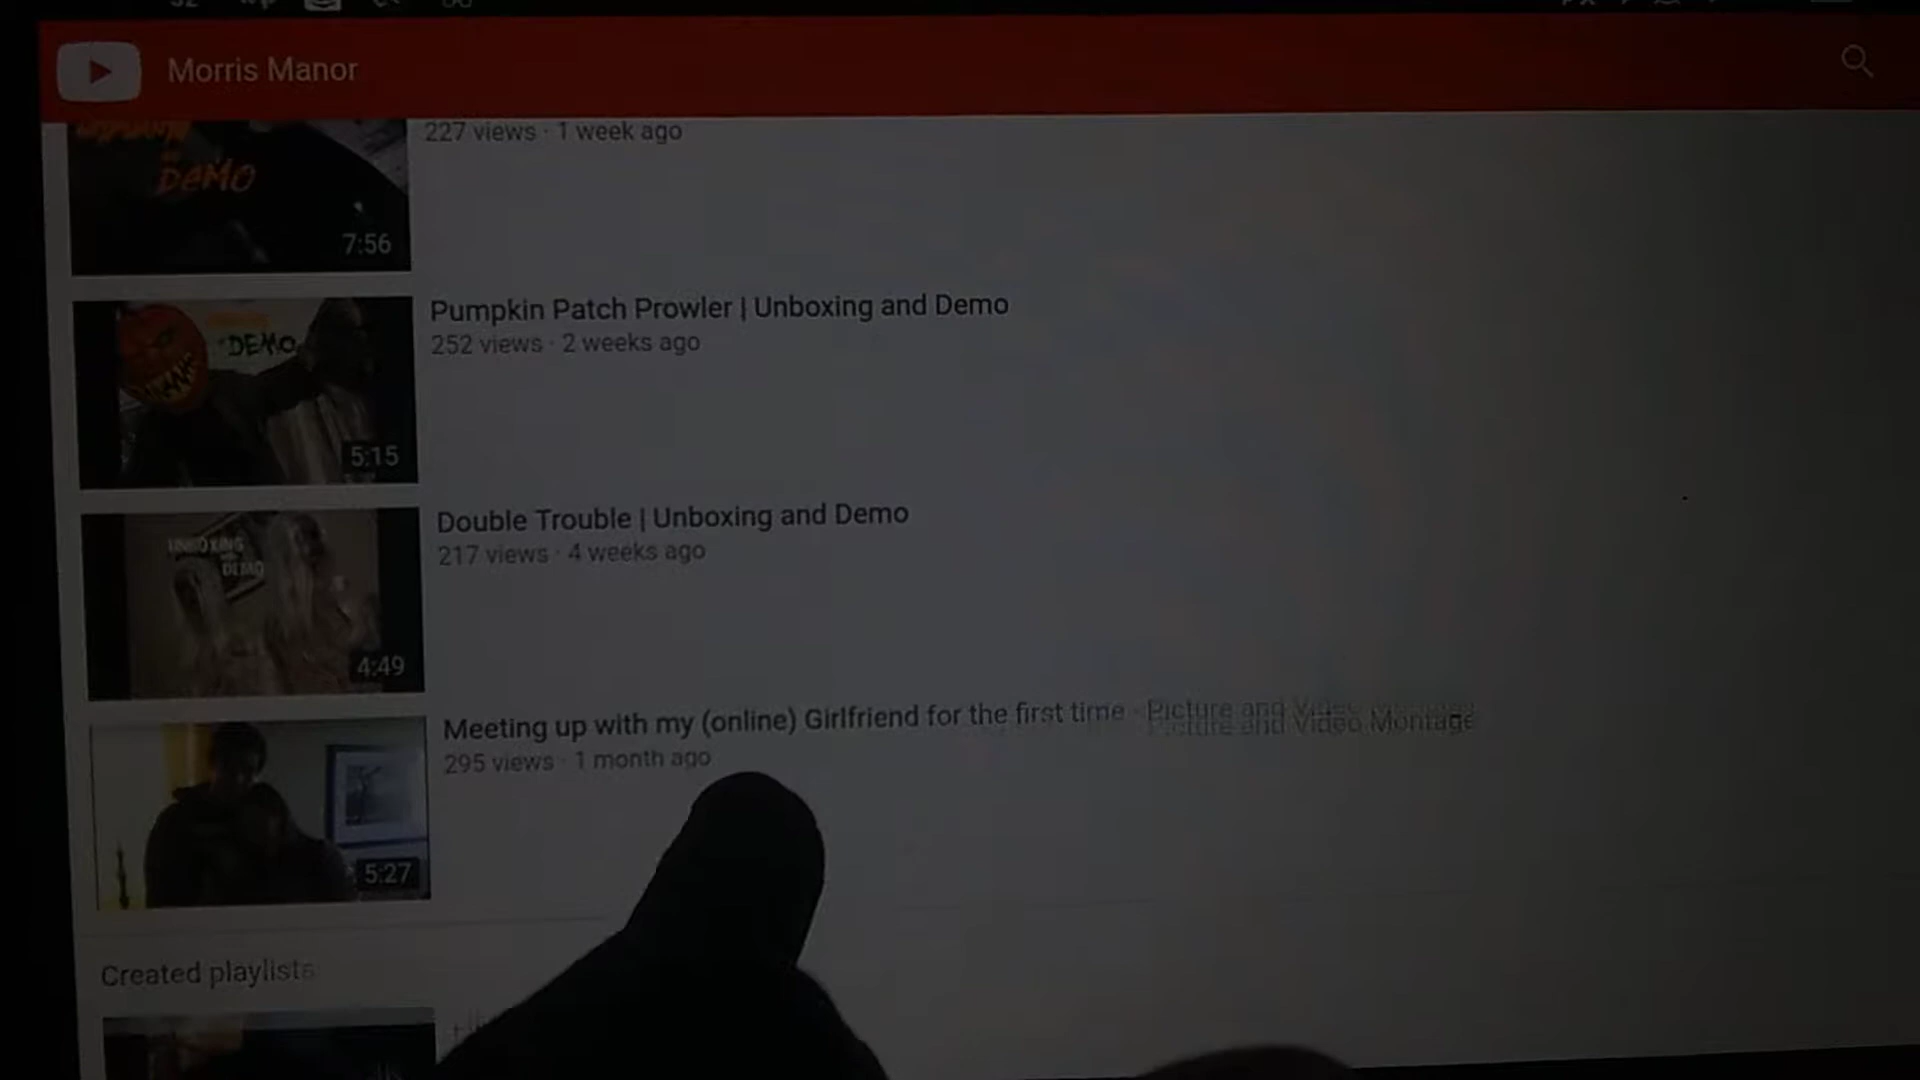 Morris Manor
227 views · 1 week ago
DEMO
7:56
Pumpkin Patch Prowler | Unboxing and Demo
252 views · 2 weeks ago
DEMO
5:15
Double Trouble | Unboxing and Demo
217 views · 4 weeks ago
UNBOXING
DEMO
4:49
Meeting up with my (online) Girlfriend for the first time - Picture and Video Montage
295 views · 1 month ago
5:27
Created playlists